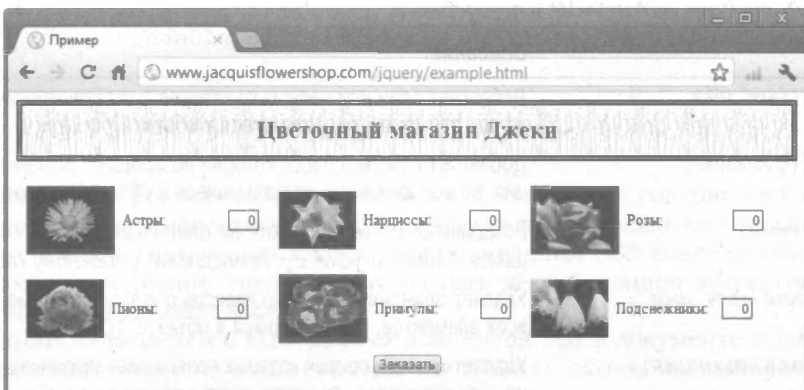 Пример
www.jacquisflowershop.com/jquery/example.html
Цветочный магазин Джеки
Астры: 0 Нарциссы: 0 Розы: 0
Пионы: 0 Примулы: 0 Подснежники: 0
Заказать